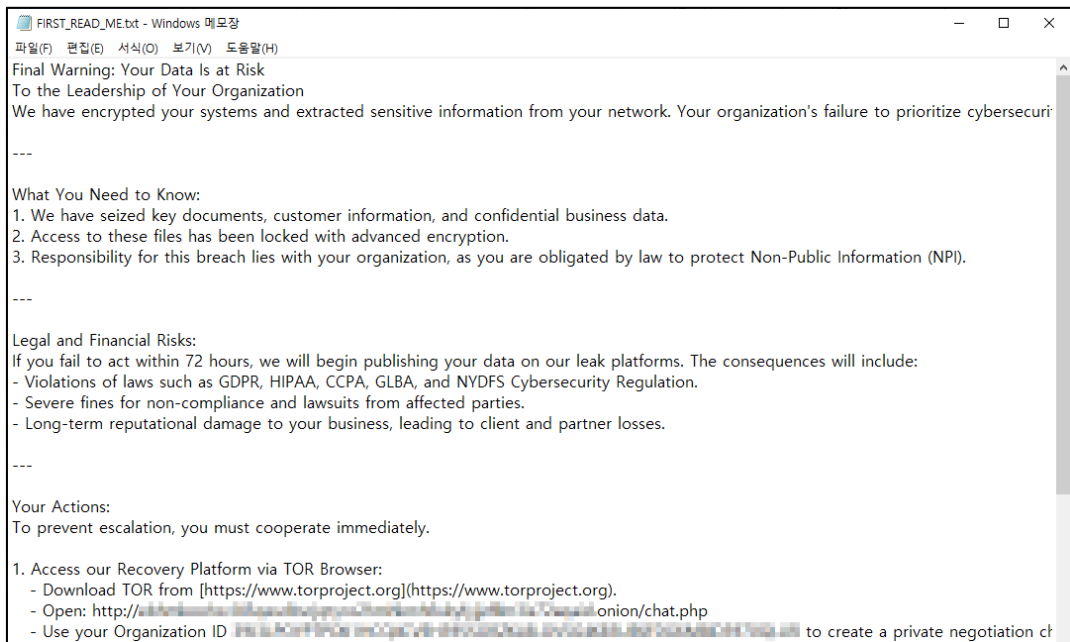 FIRST_READ_ME.txt - Windows 메모장
파일(F) 편집(E) 서식(O) 보기(V) 도움말(H)
Final Warning: Your Data Is at Risk
To the Leadership of Your Organization
We have encrypted your systems and extracted sensitive information from your network. Your organization's failure to prioritize cybersecuri
---
What You Need to Know:
1. We have seized key documents, customer information, and confidential business data.
2. Access to these files has been locked with advanced encryption.
3. Responsibility for this breach lies with your organization, as you are obligated by law to protect Non-Public Information (NPI).
---
Legal and Financial Risks:
If you fail to act within 72 hours, we will begin publishing your data on our leak platforms. The consequences will include:
- Violations of laws such as GDPR, HIPAA, CCPA, GLBA, and NYDFS Cybersecurity Regulation.
- Severe fines for non-compliance and lawsuits from affected parties.
- Long-term reputational damage to your business, leading to client and partner losses.
---
Your Actions:
To prevent escalation, you must cooperate immediately.
1. Access our Recovery Platform via TOR Browser:
- Download TOR from [https://www.torproject.org](https://www.torproject.org).
- Open: http:// onion/chat.php
- Use your Organization ID to create a private negotiation ch